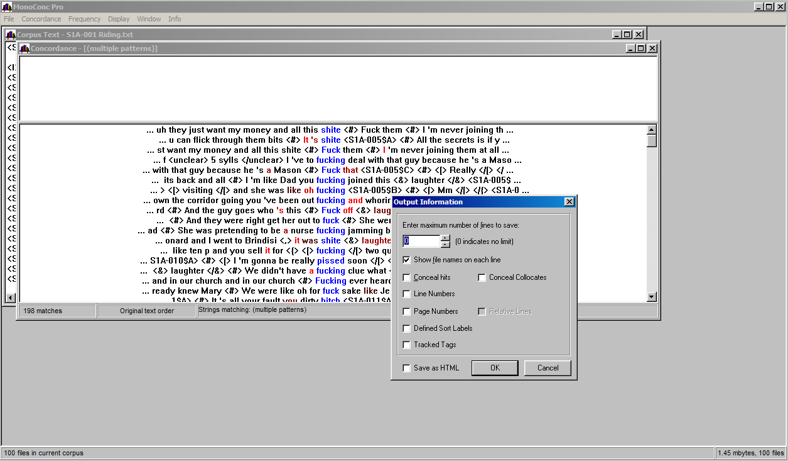 MonoConc Pro
File Concordance Frequency Display Window Info
Corpus Text - S1A-001 Riding.txt
Concordance - [(multiple patterns)]
... uh they just want my money and all this shite <#> Fuck them <#> I 'm never joining th ...
... u can flick through them bits <#> It 's shite <S1A-005$A> <#> All the secrets is if y ...
... st want my money and all this shite <#> Fuck them <#> I 'm never joining them at all ...
... f <unclear> 5 sylls </unclear> I 've to fucking deal with that guy because he 's a Maso ...
... with that guy because he 's a Mason <#> Fuck that <S1A-005$C> <#> <[> Really </[> </ ...
... its back and all <#> I 'm like Dad you fucking joined this <&> laughter </&> <S1A-005$ ...
... > <[> visiting </[> and she was like oh fucking <S1A-005$B> <#> <[> Mm </[> </{> <S1A-0 ...
... own the corridor going you 've been out fucking and whorin
... rd <#> And the guy goes who 's this <#> Fuck off <&> laug
... <#> And they were right get her out to fuck <#> We
... ad <#> She was pretending to be a nurse fucking jamming b
... onard and I went to Brindisi <,> it was shite <&> laughte
... like ten p and you sell it for <{> <[> fucking </[> two qu
... S1A-010$A> <#> I 'm gonna be really pissed soon </[> <
... <&> laughter </&> <#> We didn't have a fucking clue what
... and in our church and in our church <#> Fucking ever heard
... ready knew Mary <#> We were like oh for fuck sake like Je
1$A> <#> It 's all your fault you dirty bitch <S1A-011$A
198 matches Original text order Strings matching: (multiple patterns)
Output Information
Enter maximum number of lines to save:
0 (0 indicates no limit)
Show file names on each line
Conceal hits Conceal Collocates
Line Numbers
Page Numbers Relative Lines
Defined Sort Labels
Tracked Tags
Save as HTML OK Cancel
100 files in current corpus 1.45 mbytes, 100 files